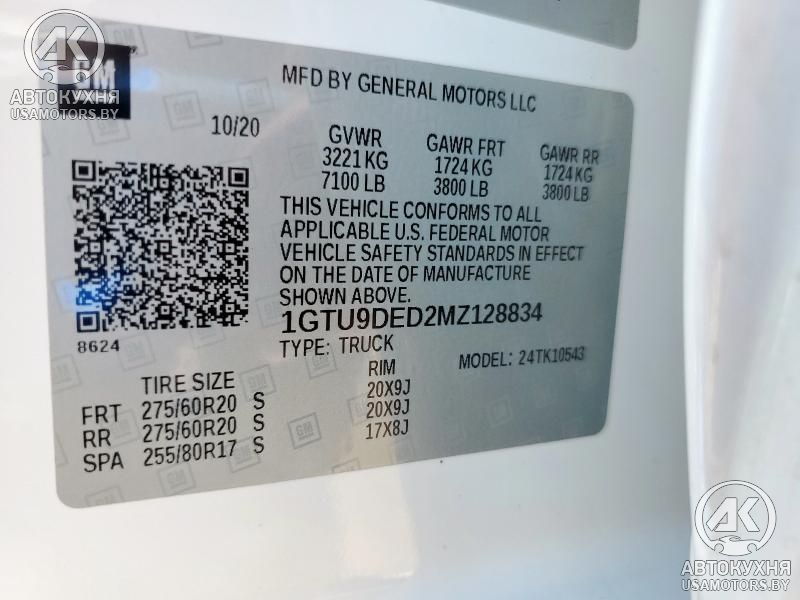 GM
АВТОКУХНЯ
USAMOTORS.BY
MFD BY GENERAL MOTORS LLC
10/20
GVWR
3221 KG
7100 LB
GAWR FRT
1724 KG
3800 LB
GAWR RR
1724 KG
3800 LB
THIS VEHICLE CONFORMS TO ALL
APPLICABLE U.S. FEDERAL MOTOR
VEHICLE SAFETY STANDARDS IN EFFECT
ON THE DATE OF MANUFACTURE
SHOWN ABOVE.
1GTU9DED2MZ128834
8624
TYPE: TRUCK
MODEL: 24TK10543
TIRE SIZE RIM
FRT 275/60R20 S 20X9J
RR 275/60R20 S 20X9J
SPA 255/80R17 S 17X8J
АК
АВТОКУХНЯ
USAMOTORS.BY